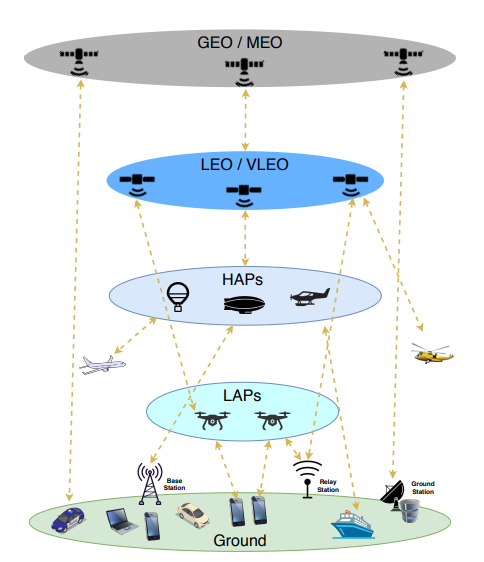 GEO / MEO
LEO / VLEO
HAPs
LAPs
Base
Station
Relay
Station
Ground
Station
Ground